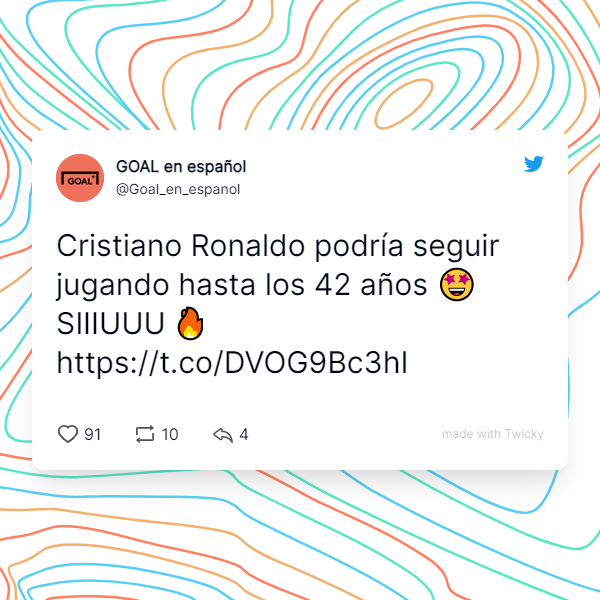 GOAL
GOAL en español
@Goal_en_espanol
Cristiano Ronaldo podría seguir
jugando hasta los 42 años 🤩
SIIIUUU 🔥
https://t.co/DVOG9Bc3hI
91 10 4
made with Twicky